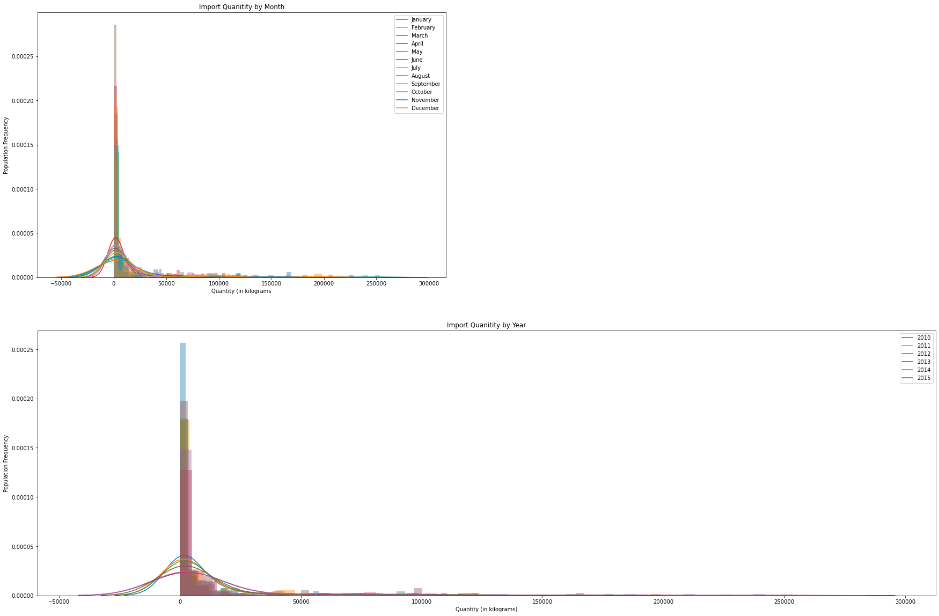 Import Quanitity by Month
January
February
March
April
May
June
July
August
September
October
November
December
Population Frequency
0.00025
0.00020
0.00015
0.00010
0.00005
0.00000
−50000 0 50000 100000 150000 200000 250000 300000
Quantity (in kilograms
Import Quanitity by Year
2010
2011
2012
2013
2014
2015
Population Frequency
0.00025
0.00020
0.00015
0.00010
0.00005
0.00000
−50000 0 50000 100000 150000 200000 250000 300000
Quantity (in kilograms)